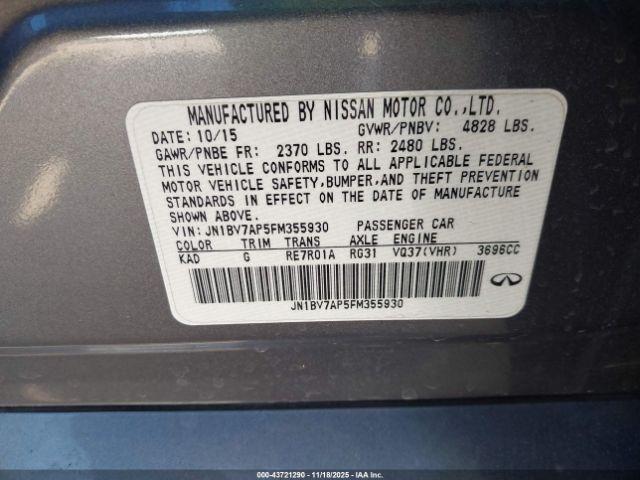 MANUFACTURED BY NISSAN MOTOR CO.,LTD.
DATE: 10/15 GVWR/PNBV: 4828 LBS.
GAWR/PNBE FR: 2370 LBS. RR: 2480 LBS.
THIS VEHICLE CONFORMS TO ALL APPLICABLE FEDERAL
MOTOR VEHICLE SAFETY,BUMPER,AND THEFT PREVENTION
STANDARDS IN EFFECT ON THE DATE OF MANUFACTURE
SHOWN ABOVE.
VIN: JN1BV7AP5FM355930 PASSENGER CAR
COLOR TRIM TRANS AXLE ENGINE
KAD G RE7R01A RG31 VQ37(VHR) 3696CC
JN1BV7AP5FM355930
000-43721290 - 11/18/2025 - IAA Inc.